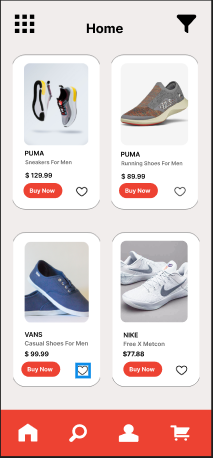 Home
PUMA
Sneakers For Men
$ 129.99
Buy Now
PUMA
Running Shoes For Men
$ 89.99
Buy Now
VANS
Casual Shoes For Men
$ 99.99
Buy Now
NIKE
Free X Metcon
$77.88
Buy Now